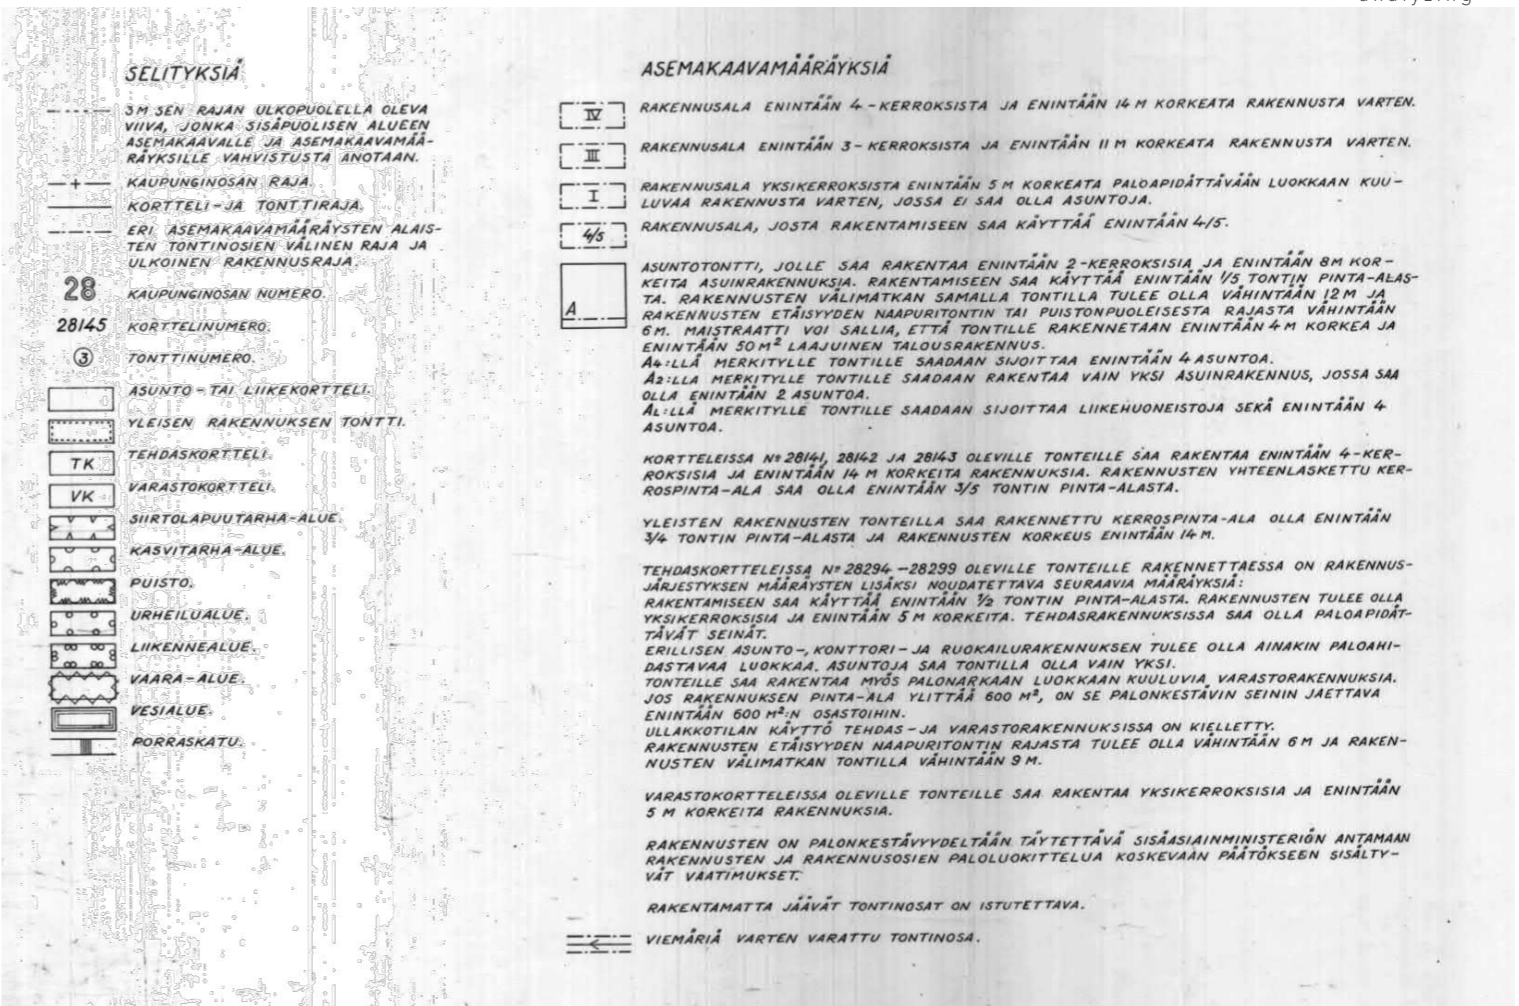 analyzing
SELITYKSIÄ
3M SEN RAJAN ULKOPUOLELLA OLEVA
VIIVA, JONKA SISÄPUOLISEN ALUEEN
ASEMAKAAVALLE JA ASEMAKAAVAMÄÄ-
RÄYKSILLE VAHVISTUSTA ANOTAAN.
KAUPUNGINOSAN RAJA.
KORTTELI- JA TONTTIRAJA.
ERI ASEMAKAAVAMÄÄRÄYSTEN ALAIS-
TEN TONTINOSIEN VÄLINEN RAJA JA
ULKOINEN RAKENNUSRAJA.
28 KAUPUNGINOSAN NUMERO.
28145 KORTTELINUMERO.
3 TONTTINUMERO.
ASUNTO- TAI LIIKEKORTTELI.
YLEISEN RAKENNUKSEN TONTTI.
TK TEHDASKORTTELI.
VK VARASTOKORTTELI.
SIIRTOLAPUUTARHA-ALUE.
KASVITARHA-ALUE.
PUISTO.
URHEILUALUE.
LIIKENNEALUE.
VAARA-ALUE.
VESIALUE.
PORRASKATU.
ASEMAKAAVAMÄÄRÄYKSIÄ
IV RAKENNUSALA ENINTÄÄN 4-KERROKSISTA JA ENINTÄÄN 14 M KORKEATA RAKENNUSTA VARTEN.
III RAKENNUSALA ENINTÄÄN 3-KERROKSISTA JA ENINTÄÄN 11 M KORKEATA RAKENNUSTA VARTEN.
I RAKENNUSALA YKSIKERROKSISTA ENINTÄÄN 5 M KORKEATA PALOAPIDÄTTÄVÄÄN LUOKKAAN KUU-
LUVAA RAKENNUSTA VARTEN, JOSSA EI SAA OLLA ASUNTOJA.
4/5 RAKENNUSALA, JOSTA RAKENTAMISEEN SAA KÄYTTÄÄ ENINTÄÄN 4/5.
A ASUNTOTONTTI, JOLLE SAA RAKENTAA ENINTÄÄN 2-KERROKSISIA JA ENINTÄÄN 8M KOR-
KEITA ASUINRAKENNUKSIA. RAKENTAMISEEN SAA KÄYTTÄÄ ENINTÄÄN 1/5 TONTIN PINTA-ALAS-
TA. RAKENNUSTEN VÄLIMATKAN SAMALLA TONTILLA TULEE OLLA VÄHINTÄÄN 12 M JA
RAKENNUSTEN ETÄISYYDEN NAAPURITONTIN TAI PUISTONPUOLEISESTA RAJASTA VÄHINTÄÄN
6 M. MAISTRAATTI VOI SALLIA, ETTÄ TONTILLE RAKENNETAAN ENINTÄÄN 4 M KORKEA JA
ENINTÄÄN 50 M² LAAJUINEN TALOUSRAKENNUS.
A4:LLÄ MERKITYLLE TONTILLE SAADAAN SIJOITTAA ENINTÄÄN 4 ASUNTOA.
A2:LLA MERKITYLLE TONTILLE SAADAAN RAKENTAA VAIN YKSI ASUINRAKENNUS, JOSSA SAA
OLLA ENINTÄÄN 2 ASUNTOA.
AL:LLÄ MERKITYLLE TONTILLE SAADAAN SIJOITTAA LIIKEHUONEISTOJA SEKÄ ENINTÄÄN 4
ASUNTOA.
KORTTELEISSA Nº 28141, 28142 JA 28143 OLEVILLE TONTEILLE SAA RAKENTAA ENINTÄÄN 4-KER-
ROKSISIA JA ENINTÄÄN 14 M KORKEITA RAKENNUKSIA. RAKENNUSTEN YHTEENLASKETTU KER-
ROSPINTA-ALA SAA OLLA ENINTÄÄN 3/5 TONTIN PINTA-ALASTA.
YLEISTEN RAKENNUSTEN TONTEILLA SAA RAKENNETTU KERROSPINTA-ALA OLLA ENINTÄÄN
3/4 TONTIN PINTA-ALASTA JA RAKENNUSTEN KORKEUS ENINTÄÄN 14 M.
TEHDASKORTTELEISSA Nº 28294-28299 OLEVILLE TONTEILLE RAKENNETTAESSA ON RAKENNUS-
JÄRJESTYKSEN MÄÄRÄYSTEN LISÄKSI NOUDATETTAVA SEURAAVIA MÄÄRÄYKSIÄ:
RAKENTAMISEEN SAA KÄYTTÄÄ ENINTÄÄN 1/2 TONTIN PINTA-ALASTA. RAKENNUSTEN TULEE OLLA
YKSIKERROKSISIA JA ENINTÄÄN 5 M KORKEITA. TEHDASRAKENNUKSISSA SAA OLLA PALOAPIDÄT-
TÄVÄT SEINÄT.
ERILLISEN ASUNTO-, KONTTORI- JA RUOKAILURAKENNUKSEN TULEE OLLA AINAKIN PALOAHI-
DASTAVAA LUOKKAA. ASUNTOJA SAA TONTILLA OLLA VAIN YKSI.
TONTEILLE SAA RAKENTAA MYÖS PALONARKAAN LUOKKAAN KUULUVIA VARASTORAKENNUKSIA.
JOS RAKENNUKSEN PINTA-ALA YLITTÄÄ 600 M², ON SE PALONKESTÄVIN SEININ JAETTAVA
ENINTÄÄN 600 M²:N OSASTOIHIN.
ULLAKKOTILAN KÄYTTÖ TEHDAS- JA VARASTORAKENNUKSISSA ON KIELLETTY.
RAKENNUSTEN ETÄISYYDEN NAAPURITONTIN RAJASTA TULEE OLLA VÄHINTÄÄN 6 M JA RAKEN-
NUSTEN VÄLIMATKAN TONTILLA VÄHINTÄÄN 9 M.
VARASTOKORTTELEISSA OLEVILLE TONTEILLE SAA RAKENTAA YKSIKERROKSISIA JA ENINTÄÄN
5 M KORKEITA RAKENNUKSIA.
RAKENNUSTEN ON PALONKESTÄVYYDELTÄÄN TÄYTETTÄVÄ SISÄASIAINMINISTERIÖN ANTAMAAN
RAKENNUSTEN JA RAKENNUSOSIEN PALOLUOKITTELUA KOSKEVAAN PÄÄTÖKSEEN SISÄLTY-
VÄT VAATIMUKSET.
RAKENTAMATTA JÄÄVÄT TONTINOSAT ON ISTUTETTAVA.
VIEMÄRIÄ VARTEN VARATTU TONTINOSA.